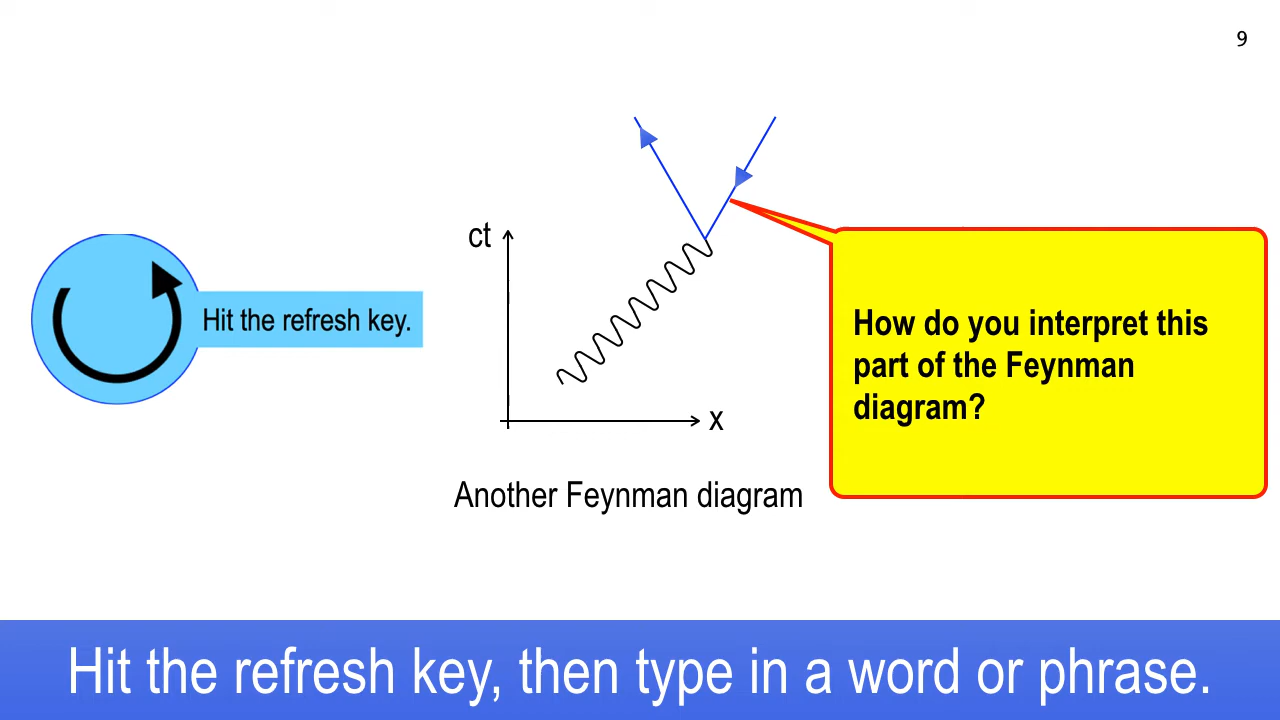 9
ct
Hit the refresh key.
How do you interpret this
part of the Feynman
diagram?
x
Another Feynman diagram
Hit the refresh key, then type in a word or phrase.